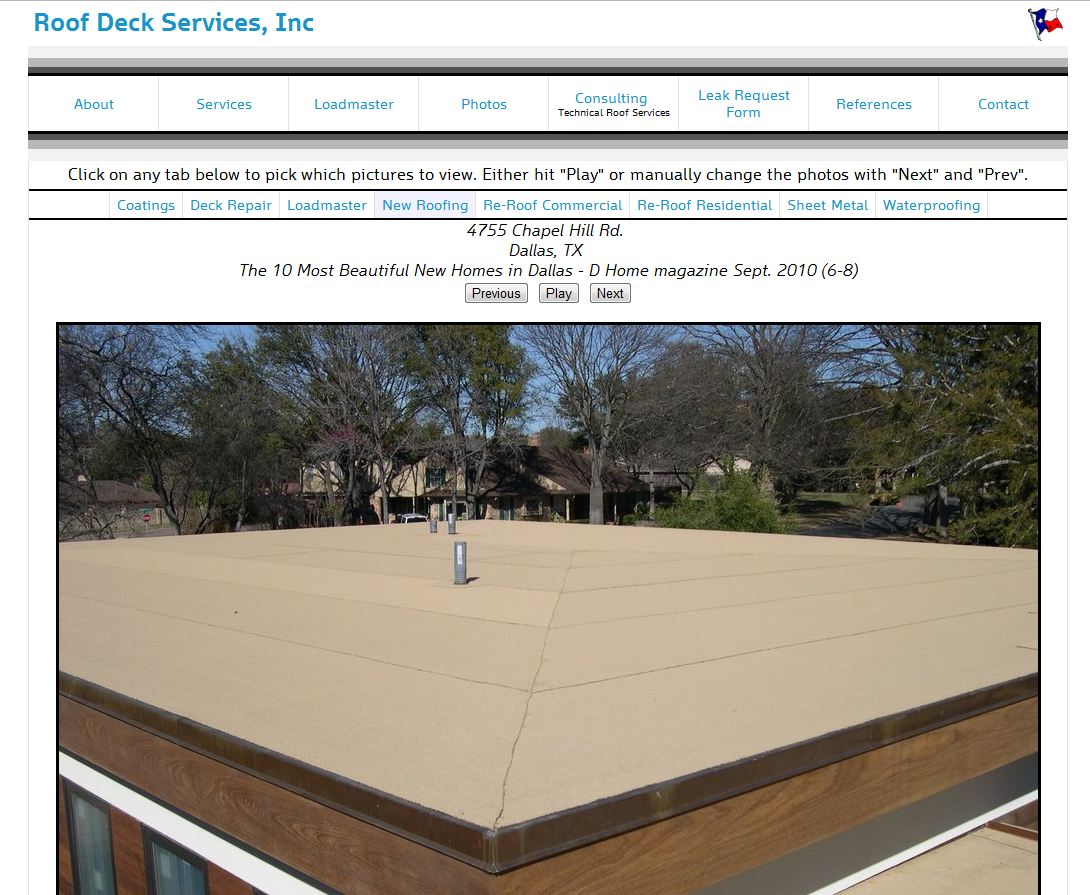 Roof Deck Services, Inc
About
Services
Loadmaster
Photos
Consulting
Technical Roof Services
Leak Request
Form
References
Contact
Click on any tab below to pick which pictures to view. Either hit "Play" or manually change the photos with "Next" and "Prev".
Coatings
Deck Repair
Loadmaster
New Roofing
Re-Roof Commercial
Re-Roof Residential
Sheet Metal
Waterproofing
4755 Chapel Hill Rd.
Dallas, TX
The 10 Most Beautiful New Homes in Dallas - D Home magazine Sept. 2010 (6-8)
Previous
Play
Next